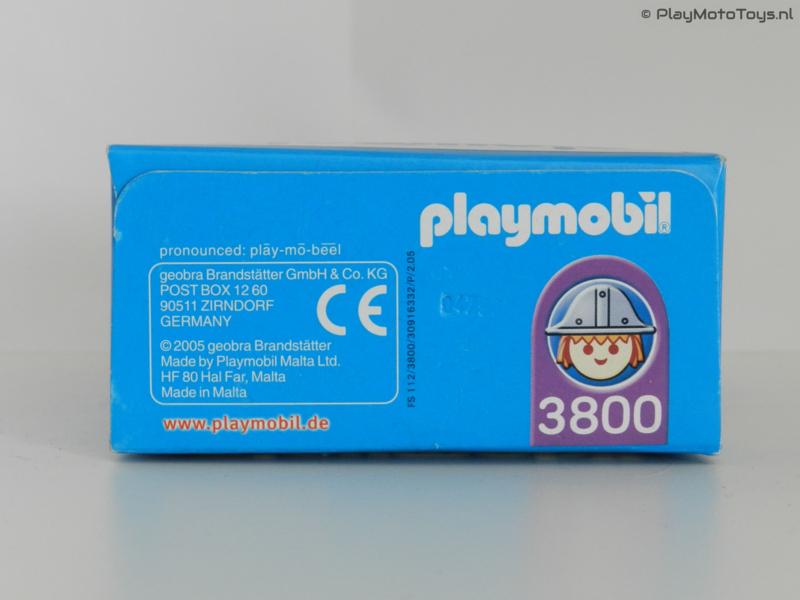 © PlayMotoToys.nl
playmobil®
pronounced: plāy-mō-bēēl
geobra Brandstätter GmbH & Co. KG
POST BOX 12 60
90511 ZIRNDORF
GERMANY
CE
© 2005 geobra Brandstätter
Made by Playmobil Malta Ltd.
HF 80 Hal Far, Malta
Made in Malta
www.playmobil.de
FS 112/3800/30916332/P/2.05
3800